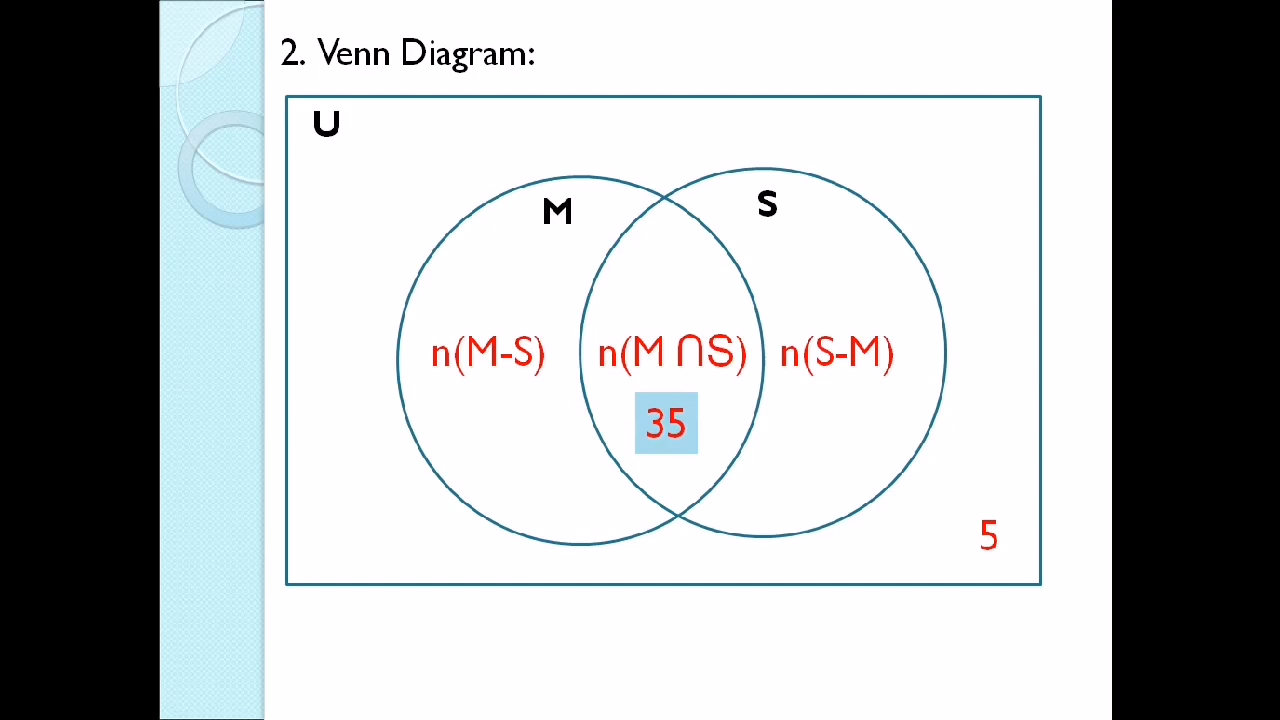 2. Venn Diagram:
U
M
S
n(M-S)
n(M ∩S)
n(S-M)
35
5